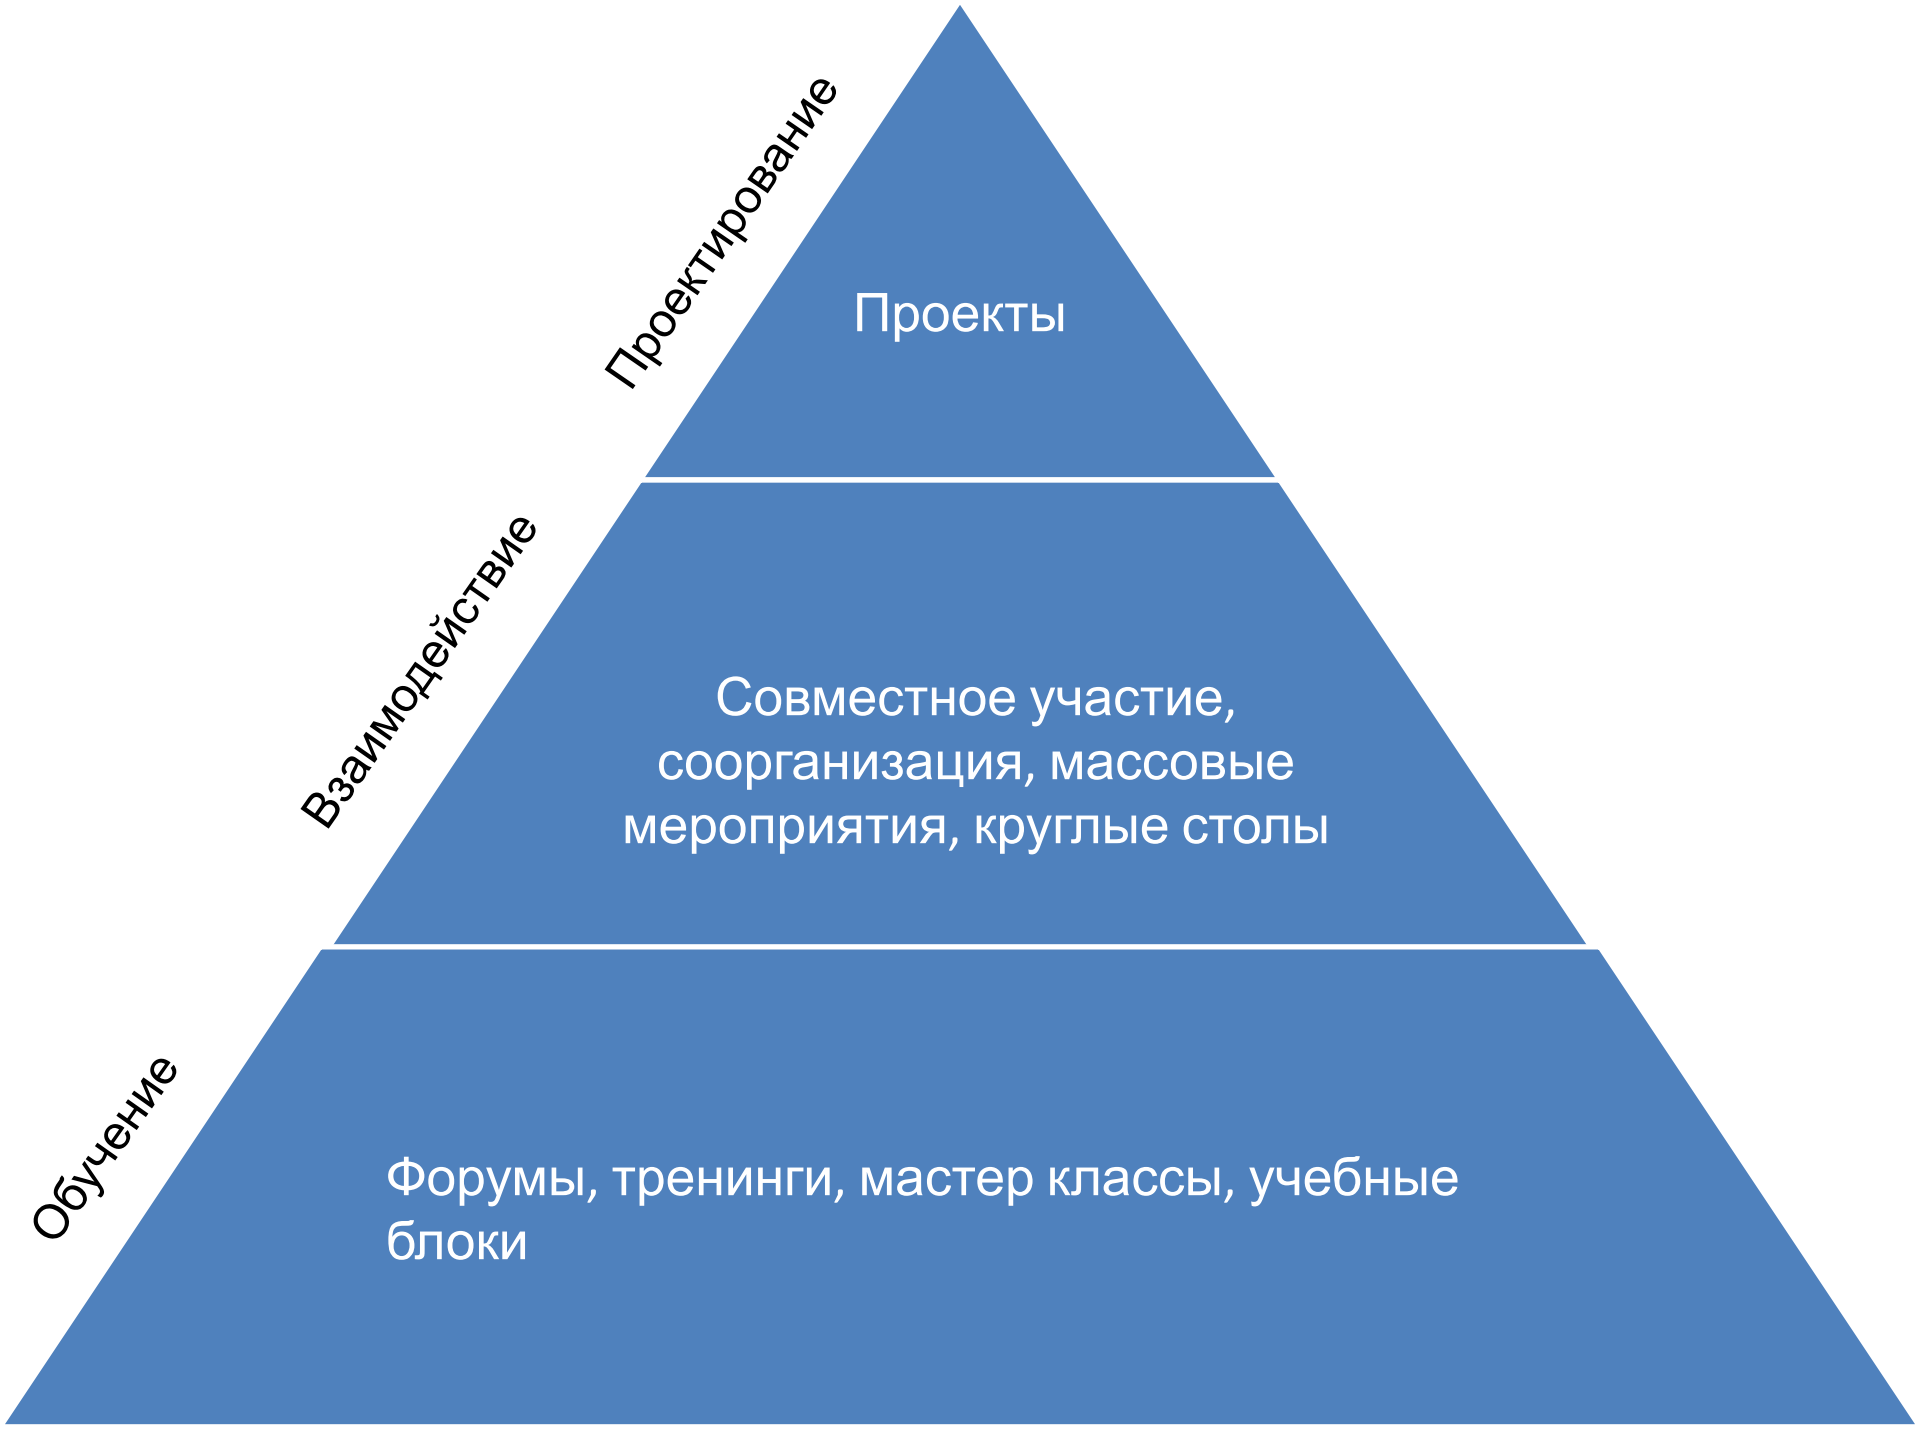 Проектирование
Проекты
Взаимодействие
Совместное участие,
соорганизация, массовые
мероприятия, круглые столы
Обучение
Форумы, тренинги, мастер классы, учебные
блоки